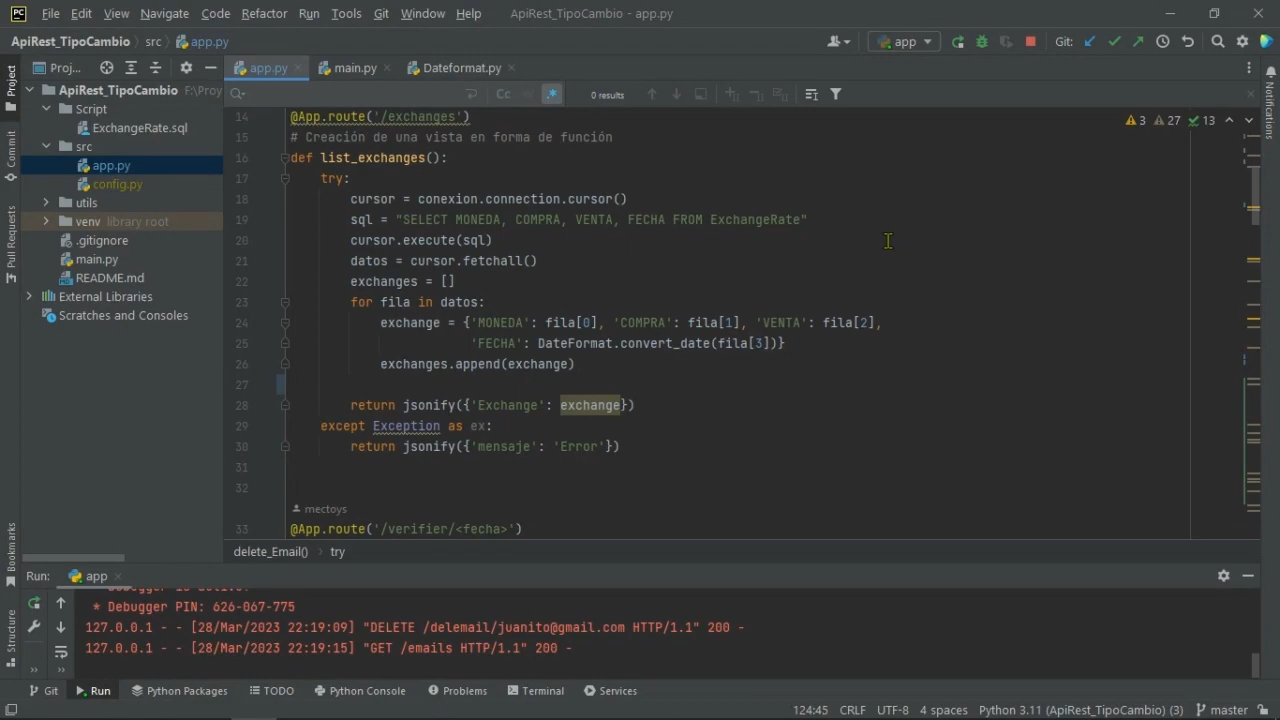 PC File Edit View Navigate Code Refactor Run Tools Git Window Help ApiRest_TipoCambio - app.py
ApiRest_TipoCambio src app.py app Git:
Proj... app.py main.py Dateformat.py
ApiRest_TipoCambio F:\Proy
Script
ExchangeRate.sql
src
app.py
config.py
utils
venv library root
.gitignore
main.py
README.md
External Libraries
Scratches and Consoles
Project
Commit
Pull Requests
Bookmarks
Structure
Notifications
Cc .* 0 results
3 27 13
14 @App.route('/exchanges')
15 # Creación de una vista en forma de función
16 def list_exchanges():
17 try:
18 cursor = conexion.connection.cursor()
19 sql = "SELECT MONEDA, COMPRA, VENTA, FECHA FROM ExchangeRate"
20 cursor.execute(sql)
21 datos = cursor.fetchall()
22 exchanges = []
23 for fila in datos:
24 exchange = {'MONEDA': fila[0], 'COMPRA': fila[1], 'VENTA': fila[2],
25 'FECHA': DateFormat.convert_date(fila[3])}
26 exchanges.append(exchange)
27
28 return jsonify({'Exchange': exchange})
29 except Exception as ex:
30 return jsonify({'mensaje': 'Error'})
31
32
mectoys
33 @App.route('/verifier/<fecha>')
delete_Email() try
Run: app
* Debugger PIN: 626-067-775
127.0.0.1 - - [28/Mar/2023 22:19:09] "DELETE /delemail/juanito@gmail.com HTTP/1.1" 200 -
127.0.0.1 - - [28/Mar/2023 22:19:15] "GET /emails HTTP/1.1" 200 -
Git Run Python Packages TODO Python Console Problems Terminal Services
124:45 CRLF UTF-8 4 spaces Python 3.11 (ApiRest_TipoCambio) (3) master